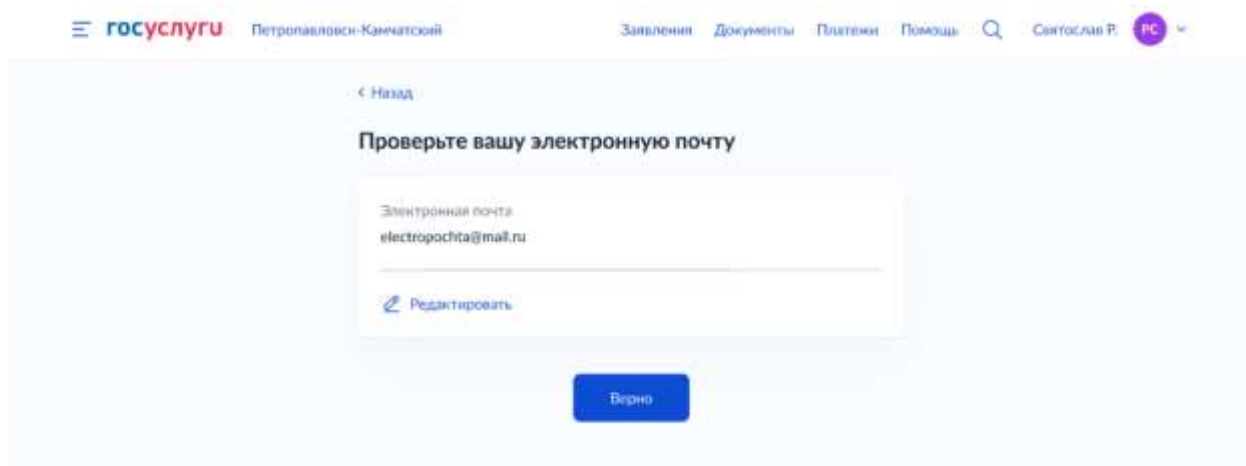 госуслуги Петропавловск-Камчатский Заявления Документы Платежи Помощь Святослав Р. РС
< Назад
Проверьте вашу электронную почту
Электронная почта
electropochta@mail.ru
Редактировать
Верно